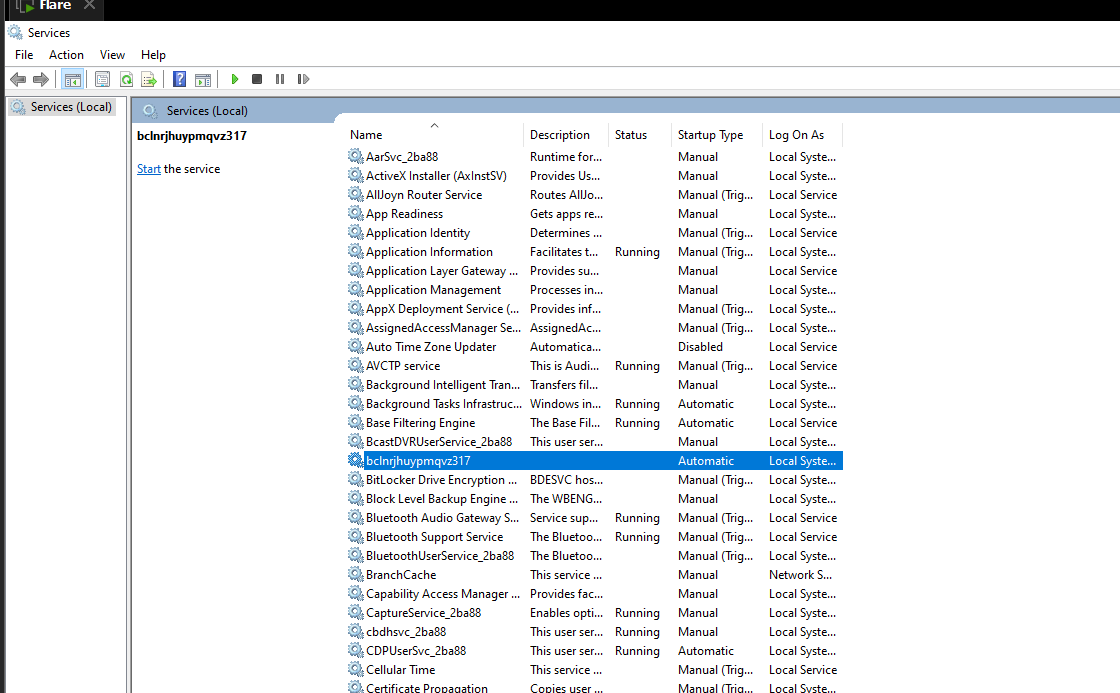 Flare
Services
File Action View Help
Services (Local)
Services (Local)
bclnrjhuypmqvz317
Start the service
Name Description Status Startup Type Log On As
AarSvc_2ba88 Runtime for... Manual Local Syste...
ActiveX Installer (AxInstSV) Provides Us... Manual Local Syste...
AllJoyn Router Service Routes AllJo... Manual (Trig... Local Service
App Readiness Gets apps re... Manual Local Syste...
Application Identity Determines ... Manual (Trig... Local Service
Application Information Facilitates t... Running Manual (Trig... Local Syste...
Application Layer Gateway ... Provides su... Manual Local Service
Application Management Processes in... Manual Local Syste...
AppX Deployment Service (... Provides inf... Manual (Trig... Local Syste...
AssignedAccessManager Se... AssignedAc... Manual (Trig... Local Syste...
Auto Time Zone Updater Automatica... Disabled Local Service
AVCTP service This is Audi... Running Manual (Trig... Local Service
Background Intelligent Tran... Transfers fil... Manual Local Syste...
Background Tasks Infrastruc... Windows in... Running Automatic Local Syste...
Base Filtering Engine The Base Fil... Running Automatic Local Service
BcastDVRUserService_2ba88 This user ser... Manual Local Syste...
bclnrjhuypmqvz317 Automatic Local Syste...
BitLocker Drive Encryption ... BDESVC hos... Manual (Trig... Local Syste...
Block Level Backup Engine ... The WBENG... Manual Local Syste...
Bluetooth Audio Gateway S... Service sup... Running Manual (Trig... Local Service
Bluetooth Support Service The Bluetoo... Running Manual (Trig... Local Service
BluetoothUserService_2ba88 The Bluetoo... Manual (Trig... Local Syste...
BranchCache This service ... Manual Network S...
Capability Access Manager ... Provides fac... Manual Local Syste...
CaptureService_2ba88 Enables opti... Running Manual Local Syste...
cbdhsvc_2ba88 This user ser... Running Manual Local Syste...
CDPUserSvc_2ba88 This user ser... Running Automatic Local Syste...
Cellular Time This service ... Manual (Trig... Local Service
Certificate Propagation Copies user ... Manual (Trig... Local Syste...